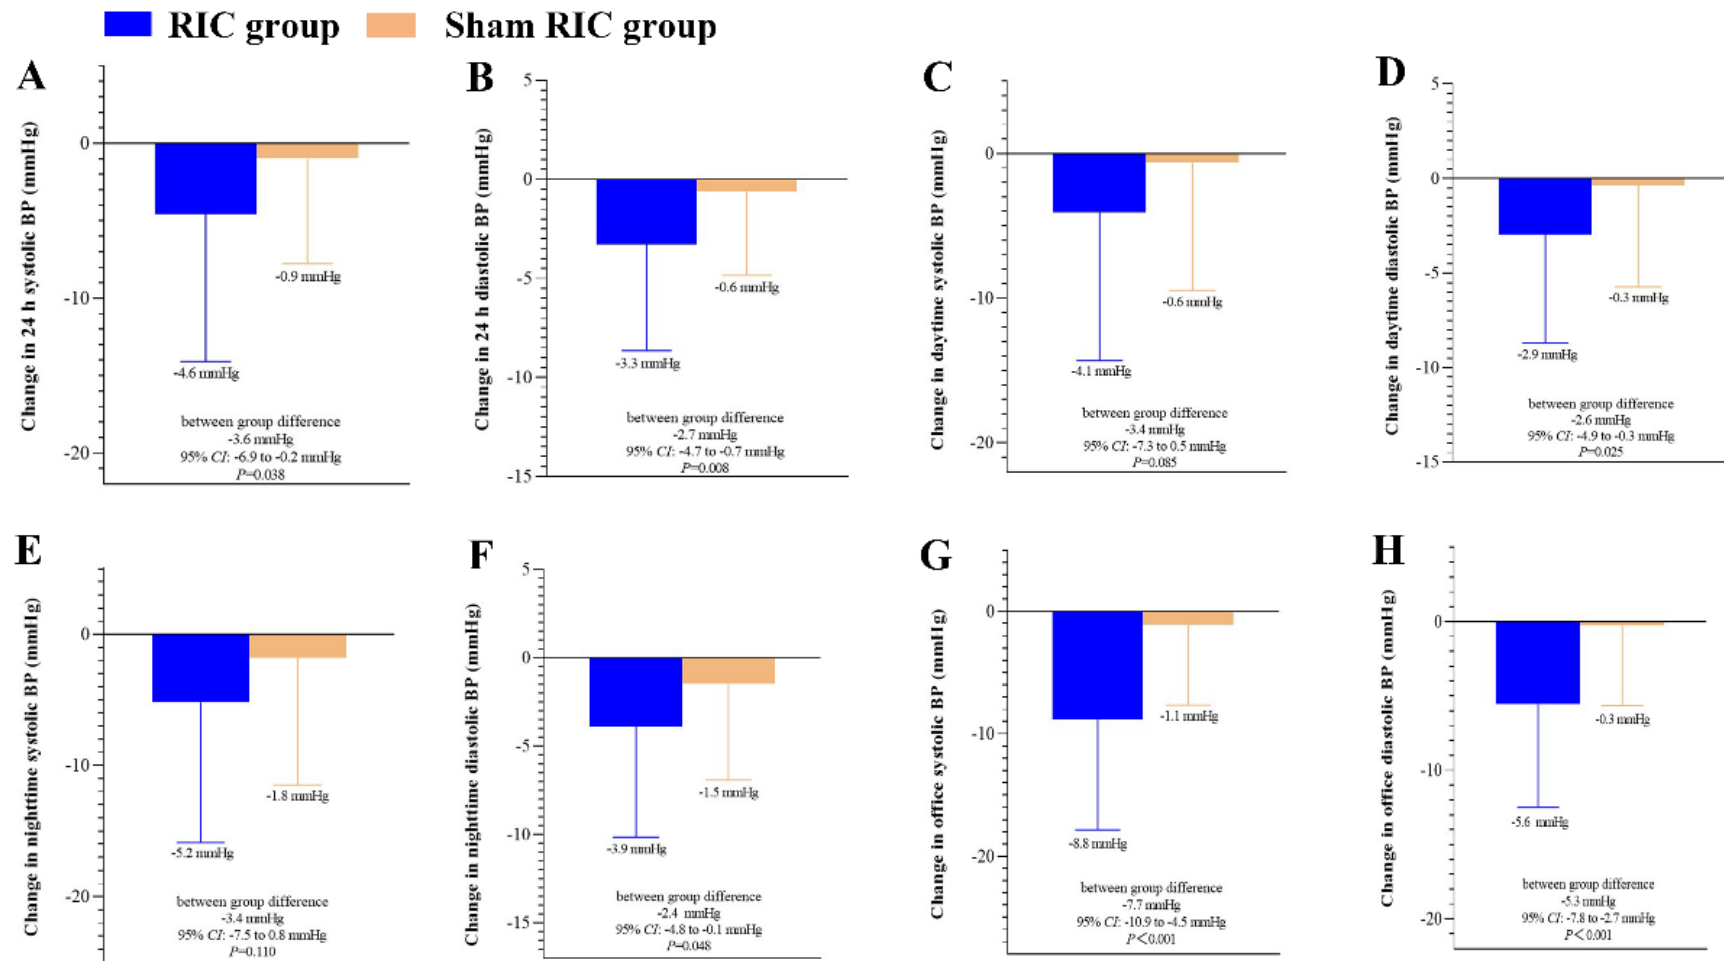 RIC group Sham RIC group
A
Change in 24 h systolic BP (mmHg)
0
-10
-20
-4.6 mmHg
-0.9 mmHg
between group difference
-3.6 mmHg
95% CI: -6.9 to -0.2 mmHg
P=0.038
B
Change in 24 h diastolic BP (mmHg)
5
0
-5
-10
-15
-3.3 mmHg
-0.6 mmHg
between group difference
-2.7 mmHg
95% CI: -4.7 to -0.7 mmHg
P=0.008
C
Change in daytime systolic BP (mmHg)
0
-10
-20
-4.1 mmHg
-0.6 mmHg
between group difference
-3.4 mmHg
95% CI: -7.3 to 0.5 mmHg
P=0.085
D
Change in daytime diastolic BP (mmHg)
5
0
-5
-10
-15
-2.9 mmHg
-0.3 mmHg
between group difference
-2.6 mmHg
95% CI: -4.9 to -0.3 mmHg
P=0.025
E
Change in nighttime systolic BP (mmHg)
0
-10
-20
-5.2 mmHg
-1.8 mmHg
between group difference
-3.4 mmHg
95% CI: -7.5 to 0.8 mmHg
P=0.110
F
Change in nighttime diastolic BP (mmHg)
5
0
-5
-10
-15
-3.9 mmHg
-1.5 mmHg
between group difference
-2.4 mmHg
95% CI: -4.8 to -0.1 mmHg
P=0.048
G
Change in office systolic BP (mmHg)
0
-10
-20
-8.8 mmHg
-1.1 mmHg
between group difference
-7.7 mmHg
95% CI: -10.9 to -4.5 mmHg
P<0.001
H
Change in office diastolic BP (mmHg)
0
-10
-20
-5.6 mmHg
-0.3 mmHg
between group difference
-5.3 mmHg
95% CI: -7.8 to -2.7 mmHg
P<0.001